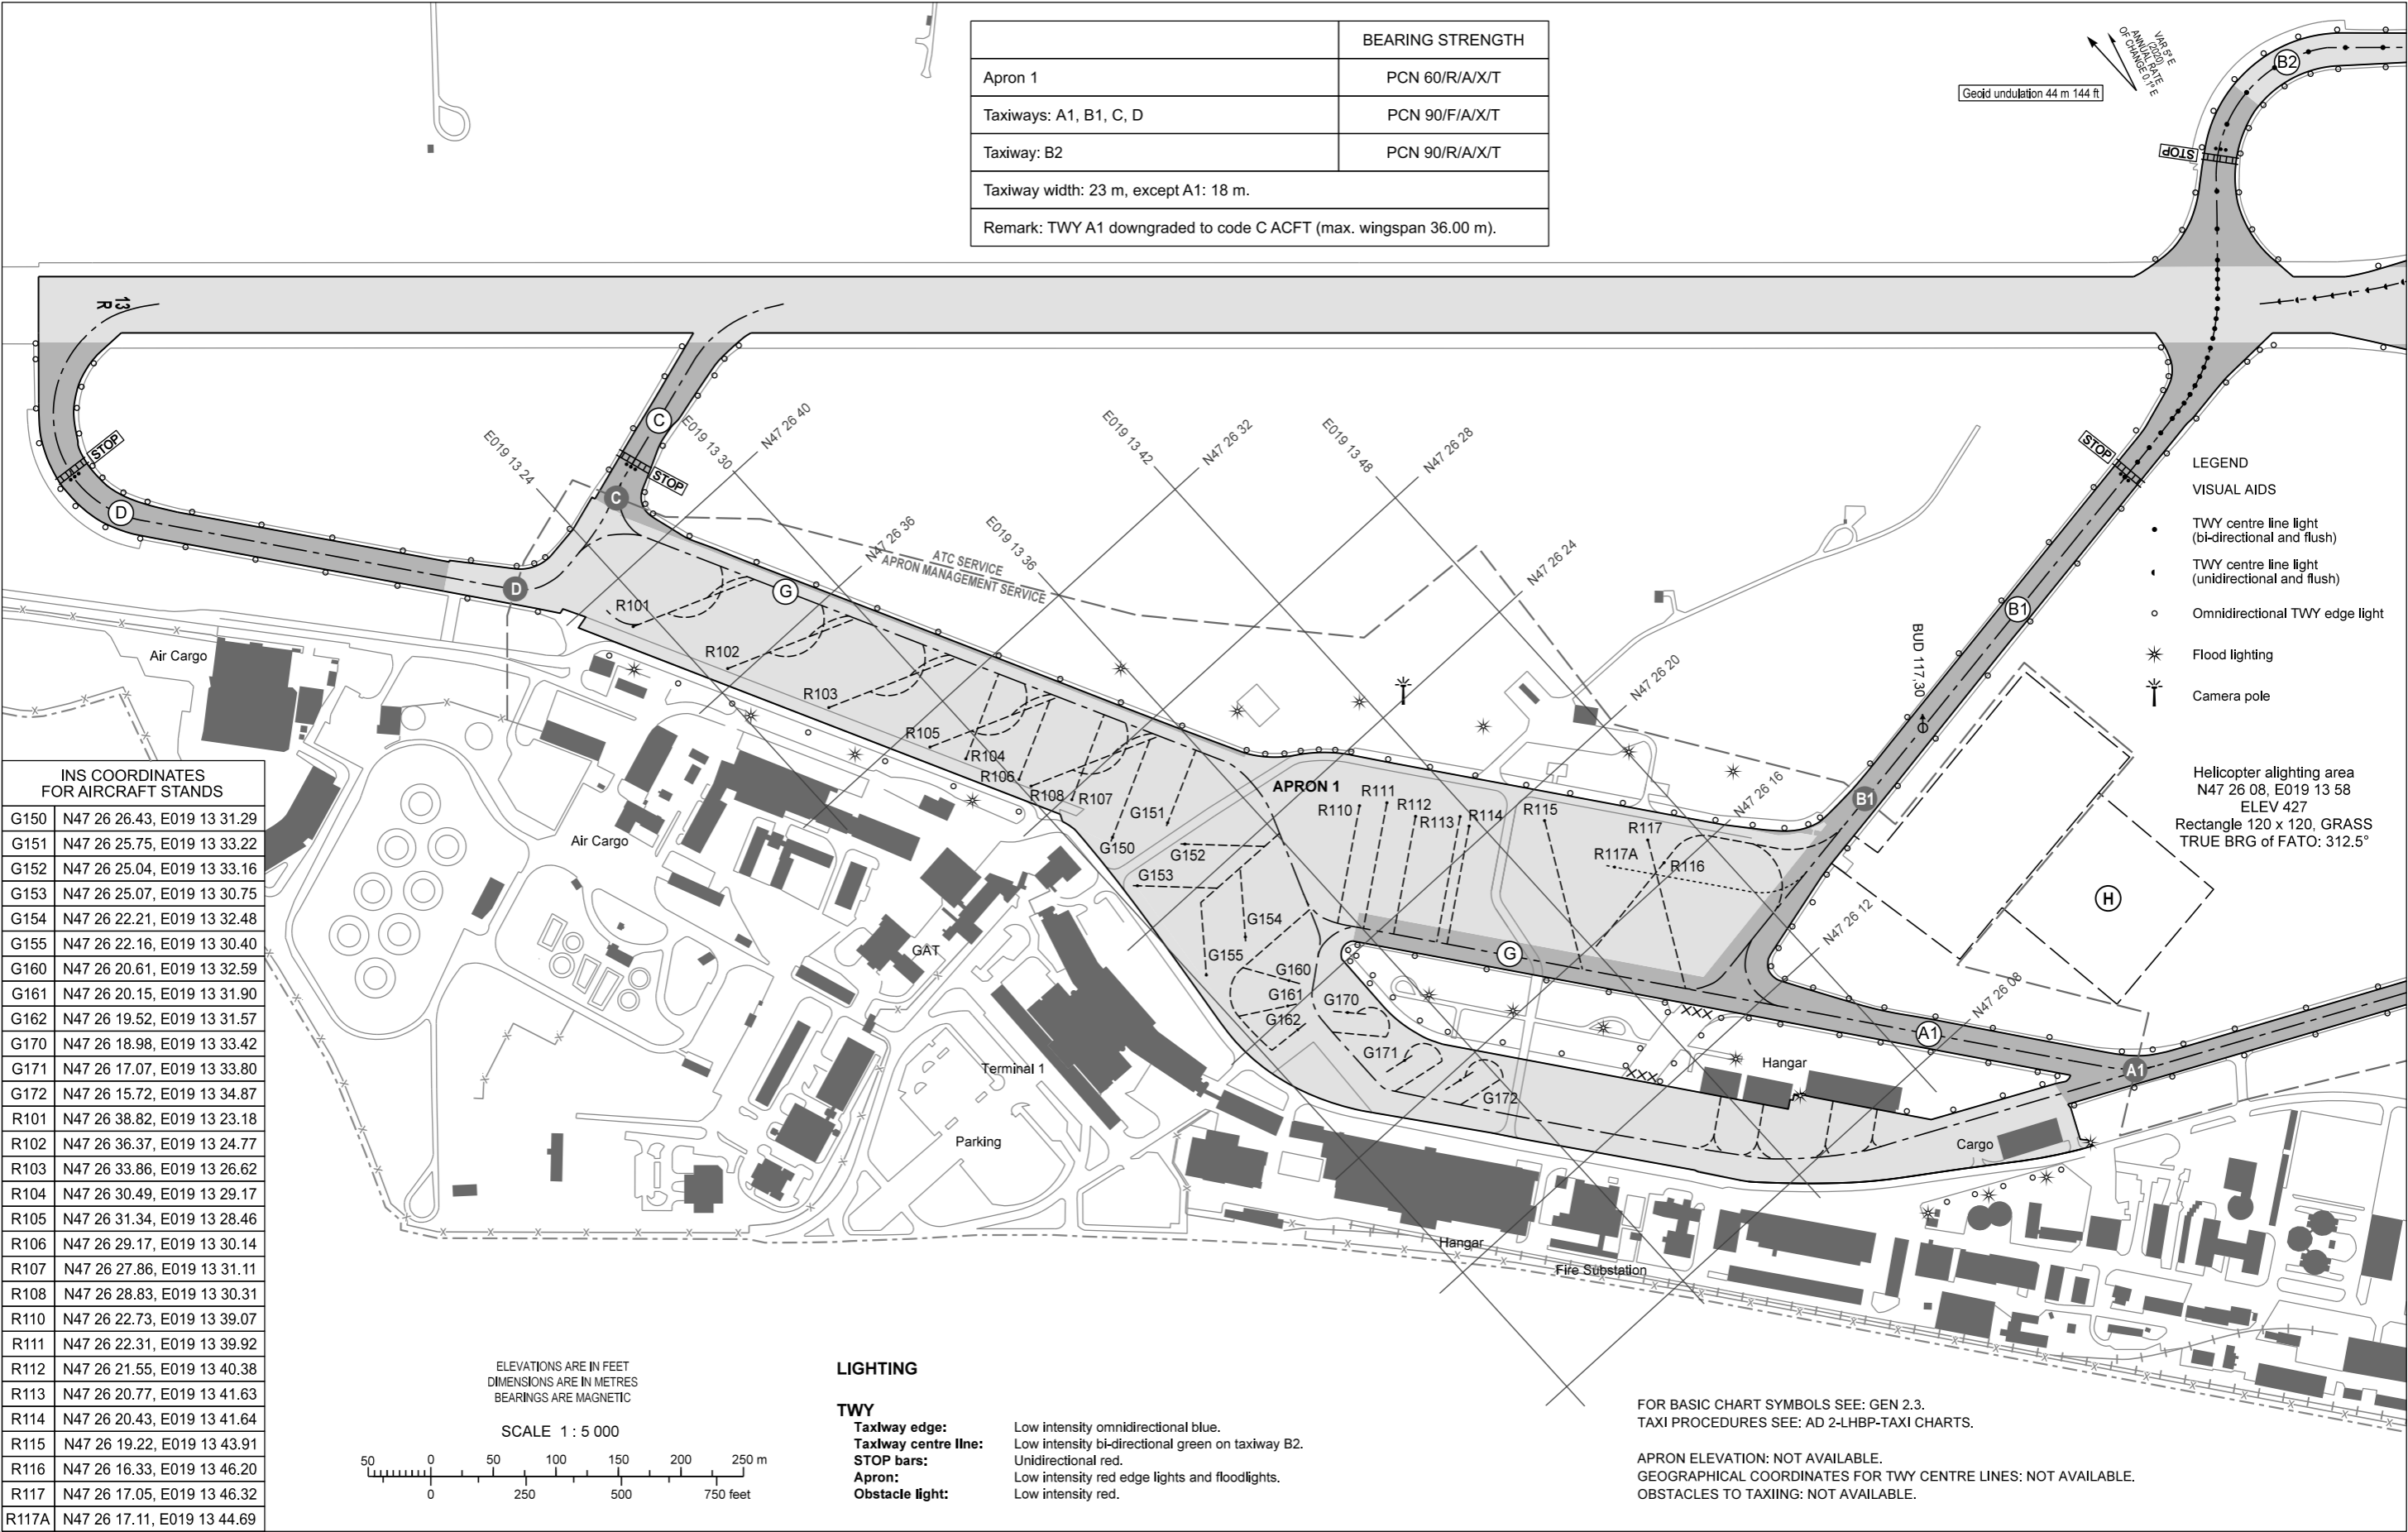 BEARING STRENGTH
Apron 1 PCN 60/R/A/X/T
Taxiways: A1, B1, C, D PCN 90/F/A/X/T
Taxiway: B2 PCN 90/R/A/X/T
Taxiway width: 23 m, except A1: 18 m.
Remark: TWY A1 downgraded to code C ACFT (max. wingspan 36.00 m).
VAR 5° E
(2020)
ANNUAL RATE
OF CHANGE 0.1° E
Geoid undulation 44 m 144 ft
B2
STOP
13
R
C
STOP
C
STOP
D
D
E019 13 24
E019 13 30
N47 26 40
N47 26 36
E019 13 36
E019 13 42
N47 26 32
E019 13 48
N47 26 28
N47 26 24
N47 26 20
N47 26 16
N47 26 12
N47 26 08
ATC SERVICE
APRON MANAGEMENT SERVICE
G
STOP
B1
BUD 117,30
B1
LEGEND
VISUAL AIDS
TWY centre line light
(bi-directional and flush)
TWY centre line light
(unidirectional and flush)
Omnidirectional TWY edge light
Flood lighting
Camera pole
Helicopter alighting area
N47 26 08, E019 13 58
ELEV 427
Rectangle 120 x 120, GRASS
TRUE BRG of FATO: 312.5°
H
R101
R102
R103
R105
R104
R106
R108
R107
G151
G150
G152
G153
G154
G155
G160
G161
G162
G170
G171
G172
APRON 1
R110
R111
R112
R113
R114
R115
R117
R117A
R116
G
A1
A1
Air Cargo
Air Cargo
GAT
Terminal 1
Parking
Hangar
Cargo
Hangar
Fire Substation
XXX
XXX
INS COORDINATES
FOR AIRCRAFT STANDS
G150 N47 26 26.43, E019 13 31.29
G151 N47 26 25.75, E019 13 33.22
G152 N47 26 25.04, E019 13 33.16
G153 N47 26 25.07, E019 13 30.75
G154 N47 26 22.21, E019 13 32.48
G155 N47 26 22.16, E019 13 30.40
G160 N47 26 20.61, E019 13 32.59
G161 N47 26 20.15, E019 13 31.90
G162 N47 26 19.52, E019 13 31.57
G170 N47 26 18.98, E019 13 33.42
G171 N47 26 17.07, E019 13 33.80
G172 N47 26 15.72, E019 13 34.87
R101 N47 26 38.82, E019 13 23.18
R102 N47 26 36.37, E019 13 24.77
R103 N47 26 33.86, E019 13 26.62
R104 N47 26 30.49, E019 13 29.17
R105 N47 26 31.34, E019 13 28.46
R106 N47 26 29.17, E019 13 30.14
R107 N47 26 27.86, E019 13 31.11
R108 N47 26 28.83, E019 13 30.31
R110 N47 26 22.73, E019 13 39.07
R111 N47 26 22.31, E019 13 39.92
R112 N47 26 21.55, E019 13 40.38
R113 N47 26 20.77, E019 13 41.63
R114 N47 26 20.43, E019 13 41.64
R115 N47 26 19.22, E019 13 43.91
R116 N47 26 16.33, E019 13 46.20
R117 N47 26 17.05, E019 13 46.32
R117A N47 26 17.11, E019 13 44.69
ELEVATIONS ARE IN FEET
DIMENSIONS ARE IN METRES
BEARINGS ARE MAGNETIC
SCALE 1 : 5 000
50 0 50 100 150 200 250 m
0 250 500 750 feet
LIGHTING
TWY
Taxiway edge: Low intensity omnidirectional blue.
Taxiway centre line: Low intensity bi-directional green on taxiway B2.
STOP bars: Unidirectional red.
Apron: Low intensity red edge lights and floodlights.
Obstacle light: Low intensity red.
FOR BASIC CHART SYMBOLS SEE: GEN 2.3.
TAXI PROCEDURES SEE: AD 2-LHBP-TAXI CHARTS.
APRON ELEVATION: NOT AVAILABLE.
GEOGRAPHICAL COORDINATES FOR TWY CENTRE LINES: NOT AVAILABLE.
OBSTACLES TO TAXIING: NOT AVAILABLE.